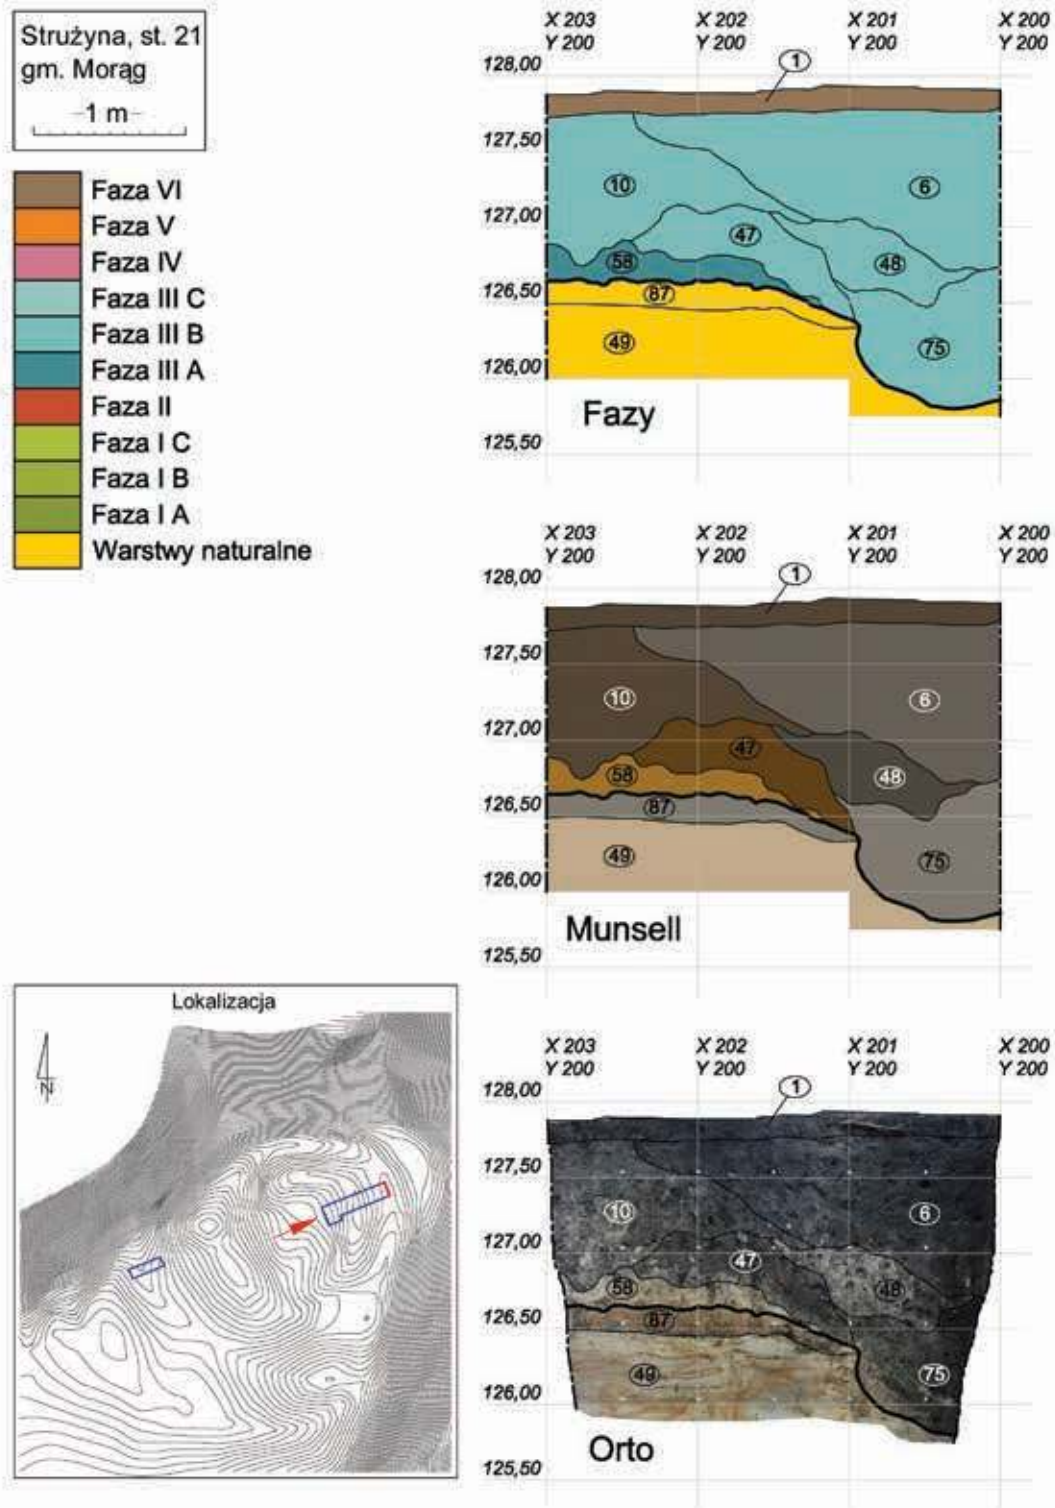 Strużyna, st. 21
gm. Morąg
1 m
Faza VI
Faza V
Faza IV
Faza III C
Faza III B
Faza III A
Faza II
Faza I C
Faza I B
Faza I A
Warstwy naturalne
X 203 X 202 X 201 X 200
Y 200 Y 200 Y 200 Y 200
128,00
1
127,50
10 6
127,00
47
58 48
126,50
87
49 75
126,00
Fazy
125,50
X 203 X 202 X 201 X 200
Y 200 Y 200 Y 200 Y 200
128,00
1
127,50
10 6
127,00
47
58 48
126,50
87
49 75
126,00
Munsell
125,50
Lokalizacja
N
X 203 X 202 X 201 X 200
Y 200 Y 200 Y 200 Y 200
128,00
1
127,50
10 6
127,00
47
58 48
126,50
87
49 75
126,00
Orto
125,50